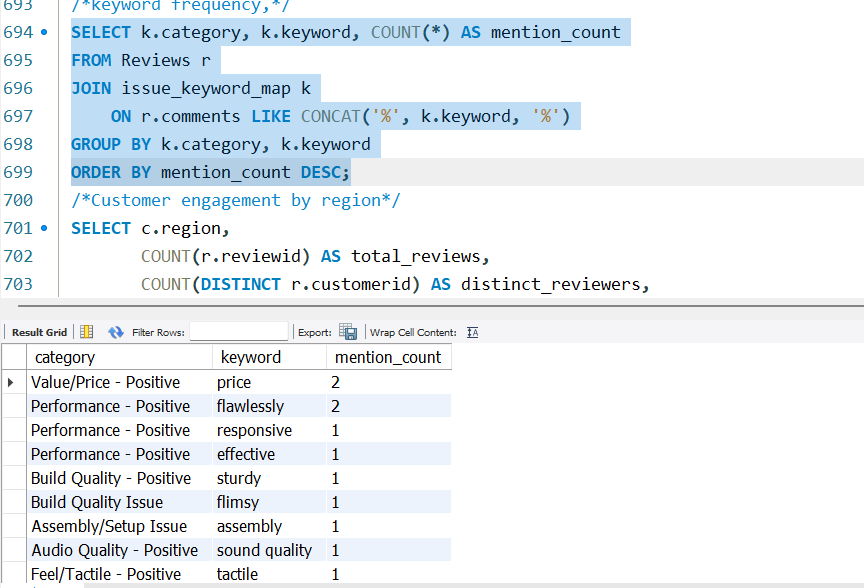 693 /*keyword frequency,*/
694 SELECT k.category, k.keyword, COUNT(*) AS mention_count
695 FROM Reviews r
696 JOIN issue_keyword_map k
697 ON r.comments LIKE CONCAT('%', k.keyword, '%')
698 GROUP BY k.category, k.keyword
699 ORDER BY mention_count DESC;
700 /*Customer engagement by region*/
701 SELECT c.region,
702 COUNT(r.reviewid) AS total_reviews,
703 COUNT(DISTINCT r.customerid) AS distinct_reviewers,
Result Grid Filter Rows: Export: Wrap Cell Content:
category keyword mention_count
Value/Price - Positive price 2
Performance - Positive flawlessly 2
Performance - Positive responsive 1
Performance - Positive effective 1
Build Quality - Positive sturdy 1
Build Quality Issue flimsy 1
Assembly/Setup Issue assembly 1
Audio Quality - Positive sound quality 1
Feel/Tactile - Positive tactile 1